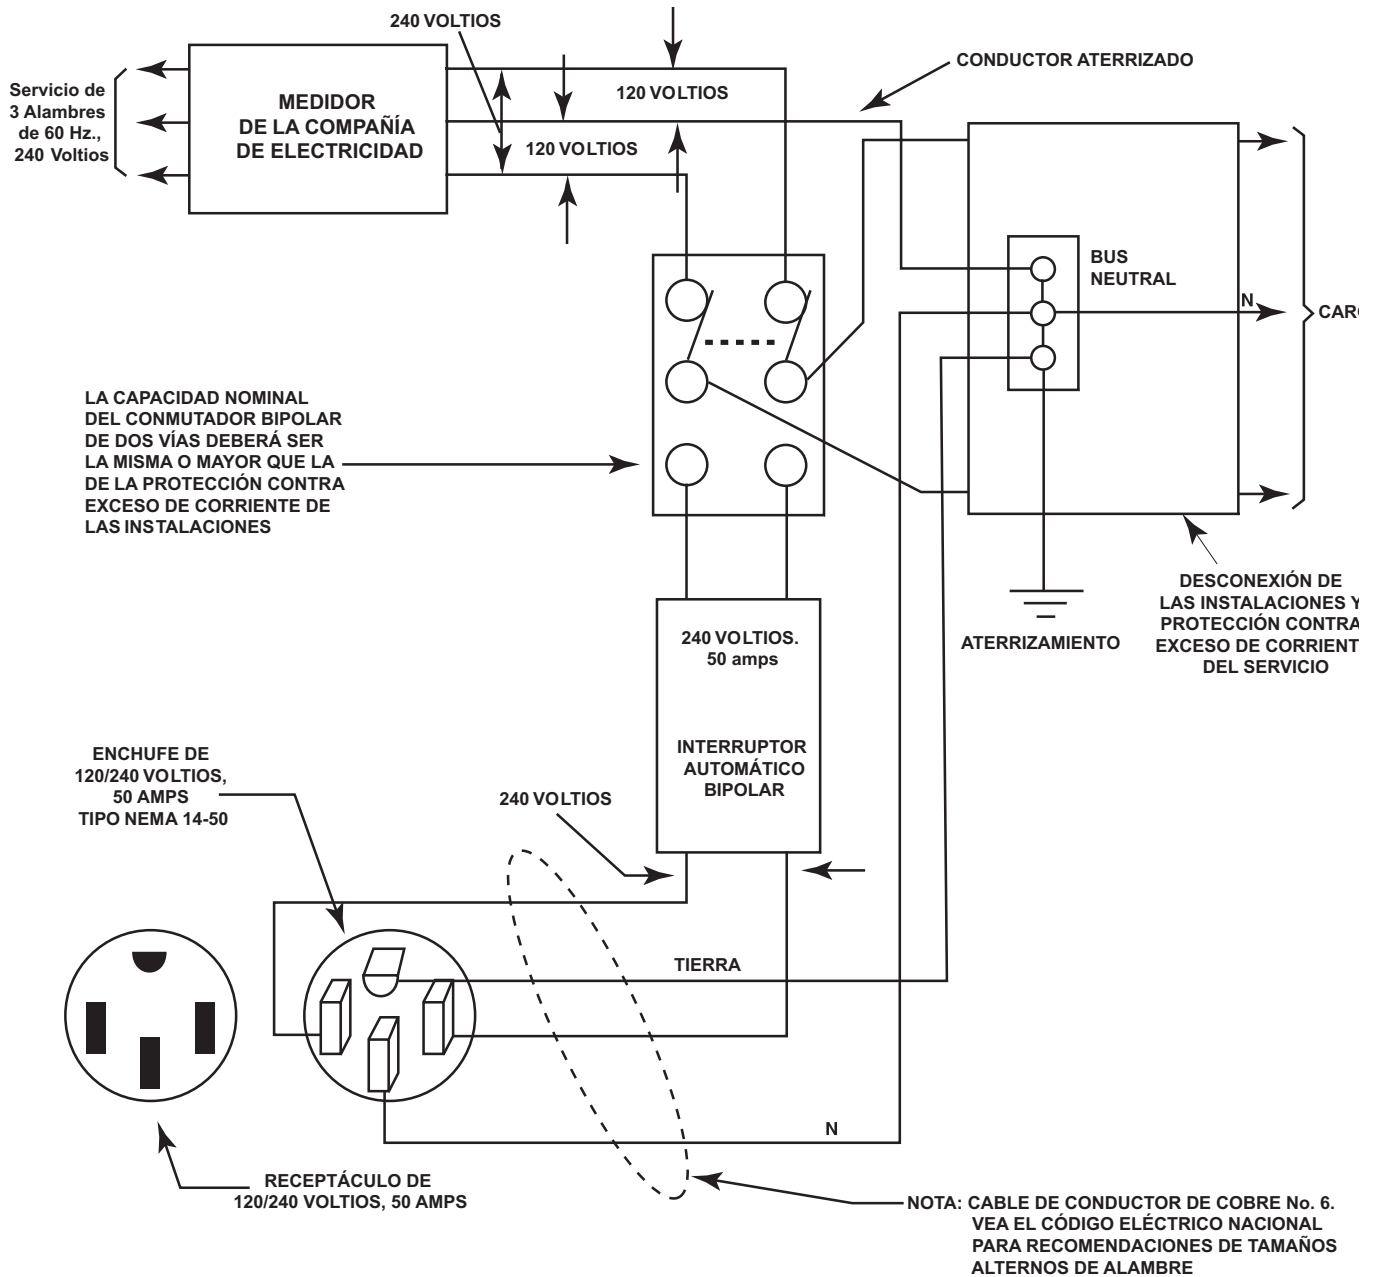 240 VOLTIOS
CONDUCTOR ATERRIZADO
Servicio de
3 Alambres
de 60 Hz.,
240 Voltios
MEDIDOR
DE LA COMPAÑÍA
DE ELECTRICIDAD
120 VOLTIOS
120 VOLTIOS
BUS
NEUTRAL
N
LA CAPACIDAD NOMINAL
DEL CONMUTADOR BIPOLAR
DE DOS VÍAS DEBERÁ SER
LA MISMA O MAYOR QUE LA
DE LA PROTECCIÓN CONTRA
EXCESO DE CORRIENTE DE
LAS INSTALACIONES
DESCONEXIÓN DE
LAS INSTALACIONES Y
PROTECCIÓN CONTRA
EXCESO DE CORRIENT
DEL SERVICIO
ATERRIZAMIENTO
240 VOLTIOS.
50 amps
INTERRUPTOR
AUTOMÁTICO
BIPOLAR
ENCHUFE DE
120/240 VOLTIOS,
50 AMPS
TIPO NEMA 14-50
240 VOLTIOS
TIERRA
N
RECEPTÁCULO DE
120/240 VOLTIOS, 50 AMPS
NOTA: CABLE DE CONDUCTOR DE COBRE No. 6.
VEA EL CÓDIGO ELÉCTRICO NACIONAL
PARA RECOMENDACIONES DE TAMAÑOS
ALTERNOS DE ALAMBRE